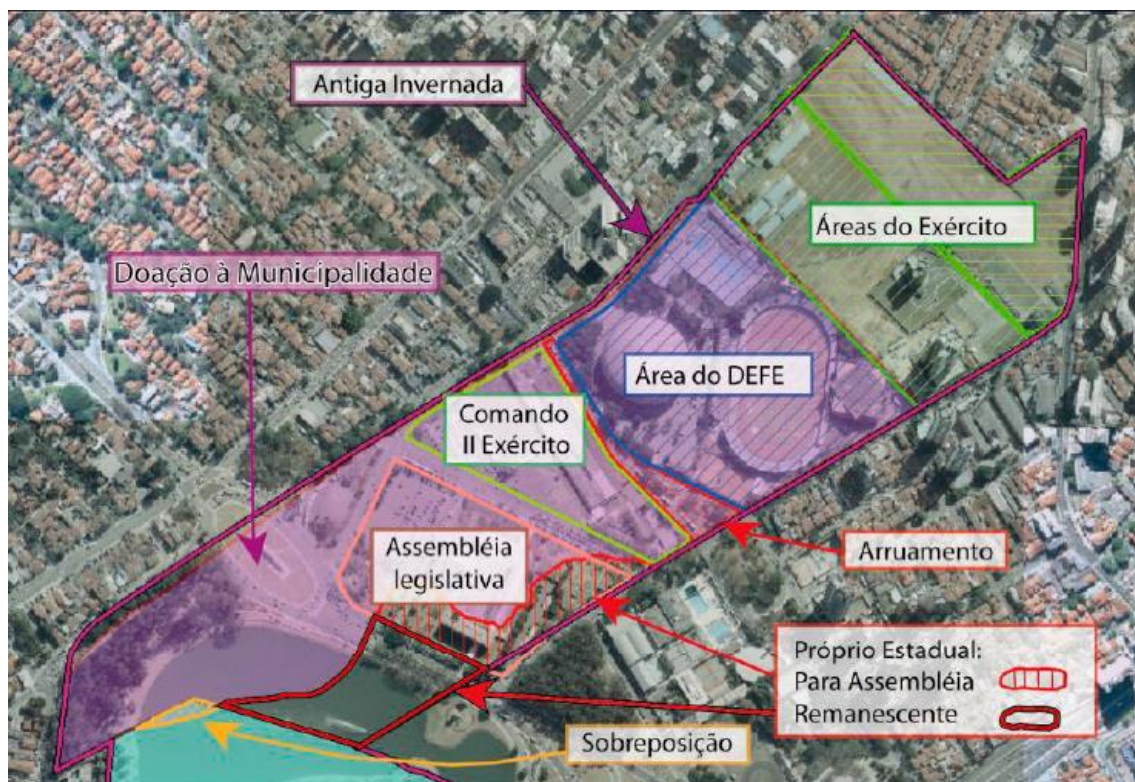 Antiga Invernada
Áreas do Exército
Doação à Municipalidade
Área do DEFE
Comando
II Exército
Assembléia
legislativa
Arruamento
Próprio Estadual:
Para Assembléia
Remanescente
Sobreposição